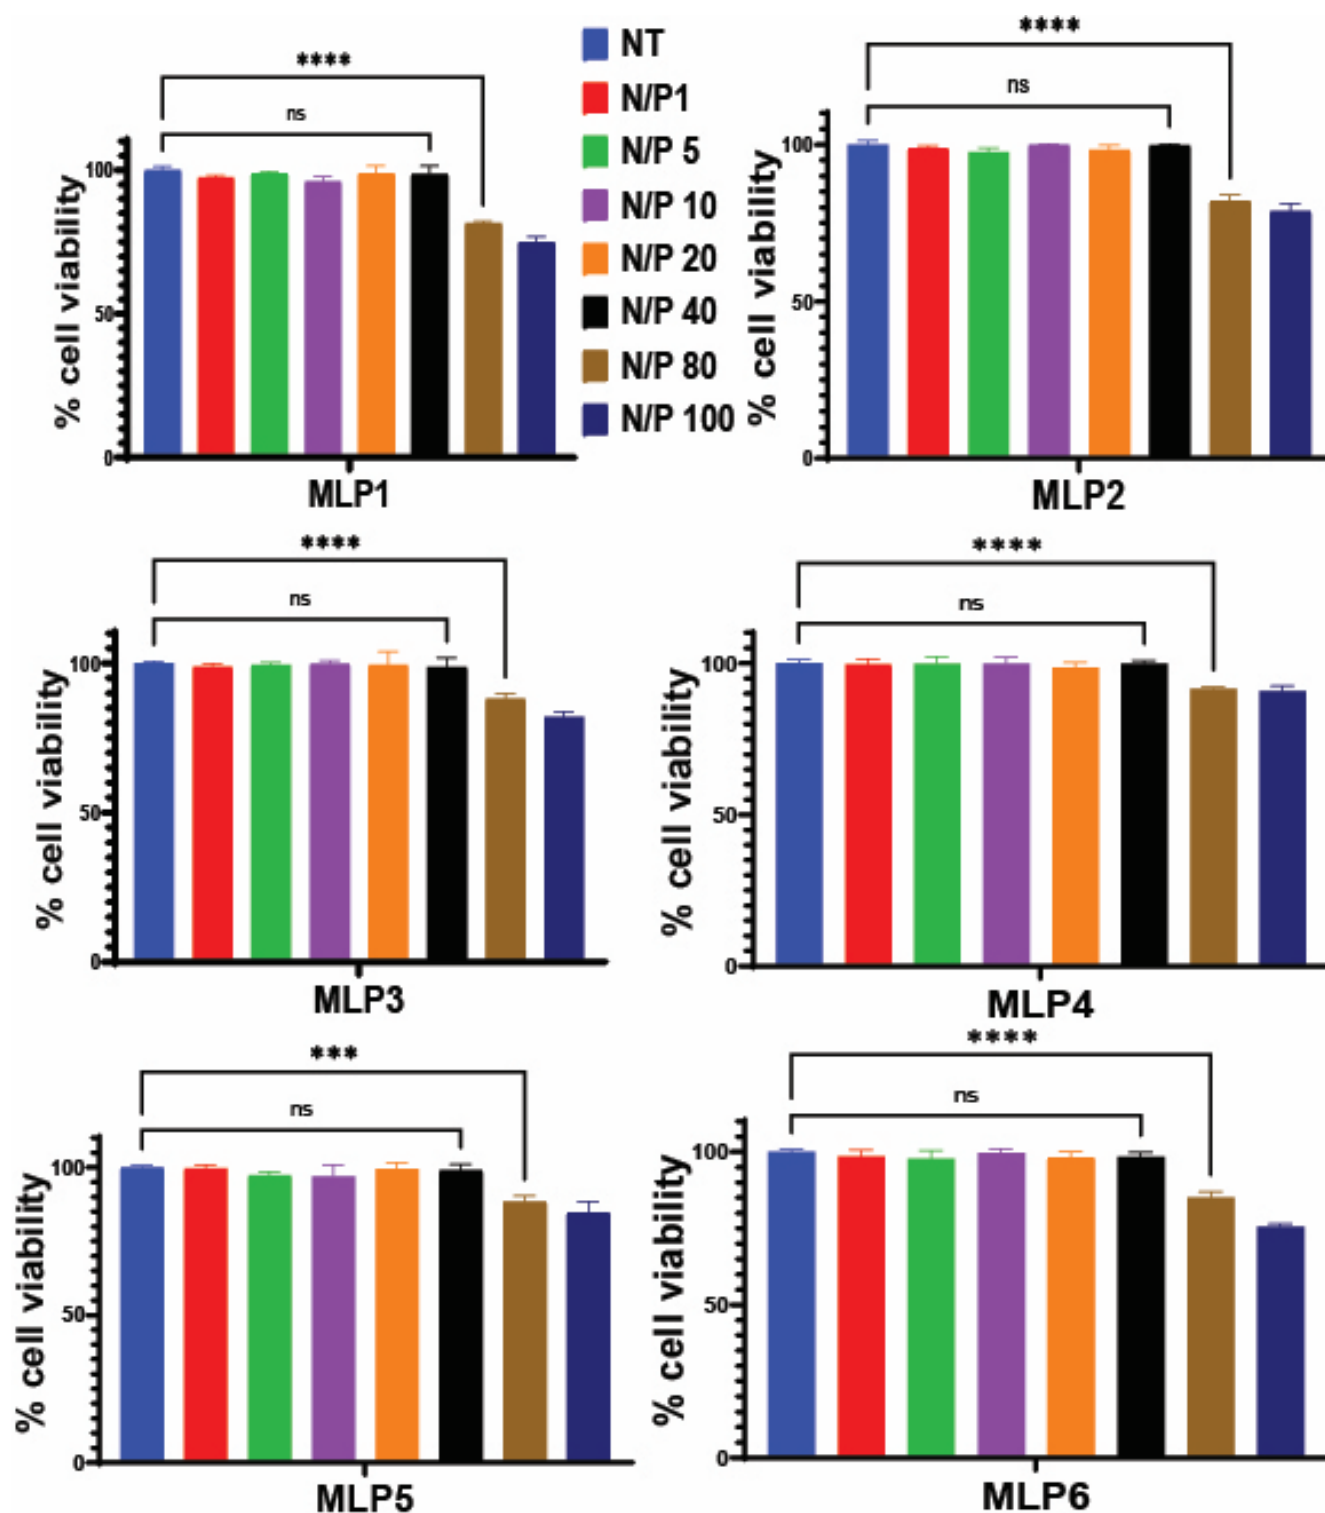 ****
ns
% cell viability
100
50
0
MLP1
NT
N/P1
N/P 5
N/P 10
N/P 20
N/P 40
N/P 80
N/P 100
****
ns
% cell viability
100
50
0
MLP2
****
ns
% cell viability
100
50
0
MLP3
****
ns
% cell viability
100
50
0
MLP4
***
ns
% cell viability
100
50
0
MLP5
****
ns
% cell viability
100
50
0
MLP6